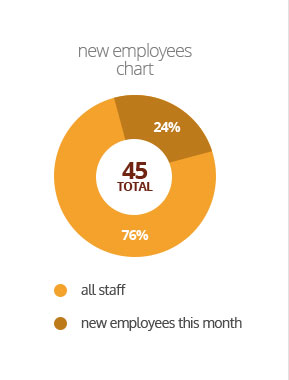 new employees
chart
24%
45
TOTAL
76%
all staff
new employees this month